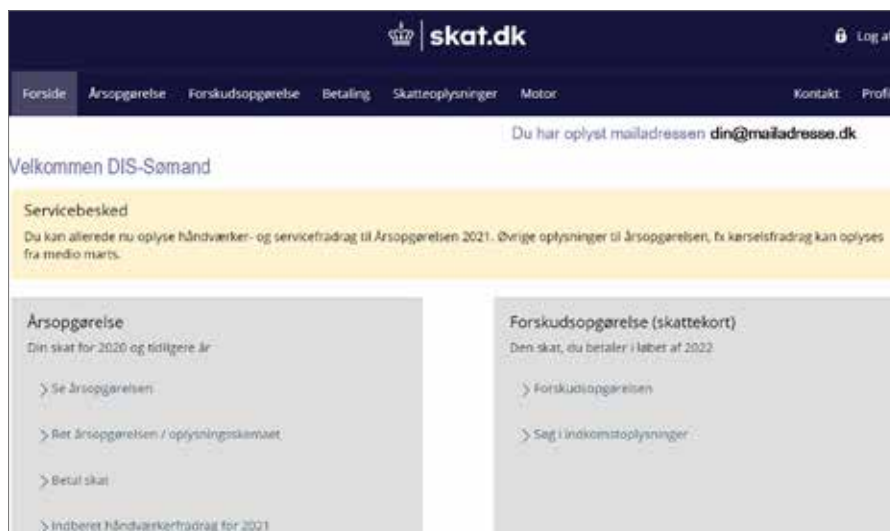 skat.dk
Log af
Forside Årsopgørelse Forskudsopgørelse Betaling Skatteoplysninger Motor Kontakt Profil
Du har oplyst mailadressen din@mailadresse.dk
Velkommen DIS-Sømand
Servicebesked
Du kan allerede nu oplyse håndværker- og servicefradrag til Årsopgørelsen 2021. Øvrige oplysninger til årsopgørelsen, fx kørselsfradrag kan oplyses
fra medio marts.
Årsopgørelse
Din skat for 2020 og tidligere år
Se årsopgørelsen
Ret årsopgørelsen / oplysningsskemaet
Betal skat
Indberet håndværkerfradrag for 2021
Forskudsopgørelse (skattekort)
Den skat, du betaler i løbet af 2022
Forskudsopgørelsen
Søg i indkomstoplysninger